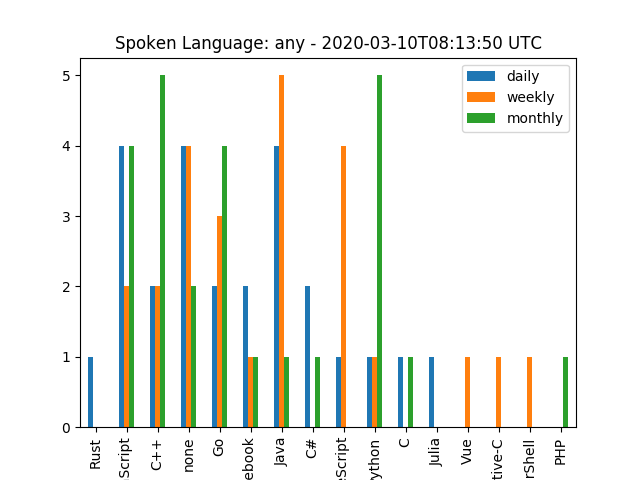 Spoken Language: any - 2020-03-10T08:13:50 UTC
daily
weekly
monthly
5
4
3
2
1
0
Rust
Script
C++
none
Go
ebook
Java
C#
eScript
ython
C
Julia
Vue
tive-C
rShell
PHP